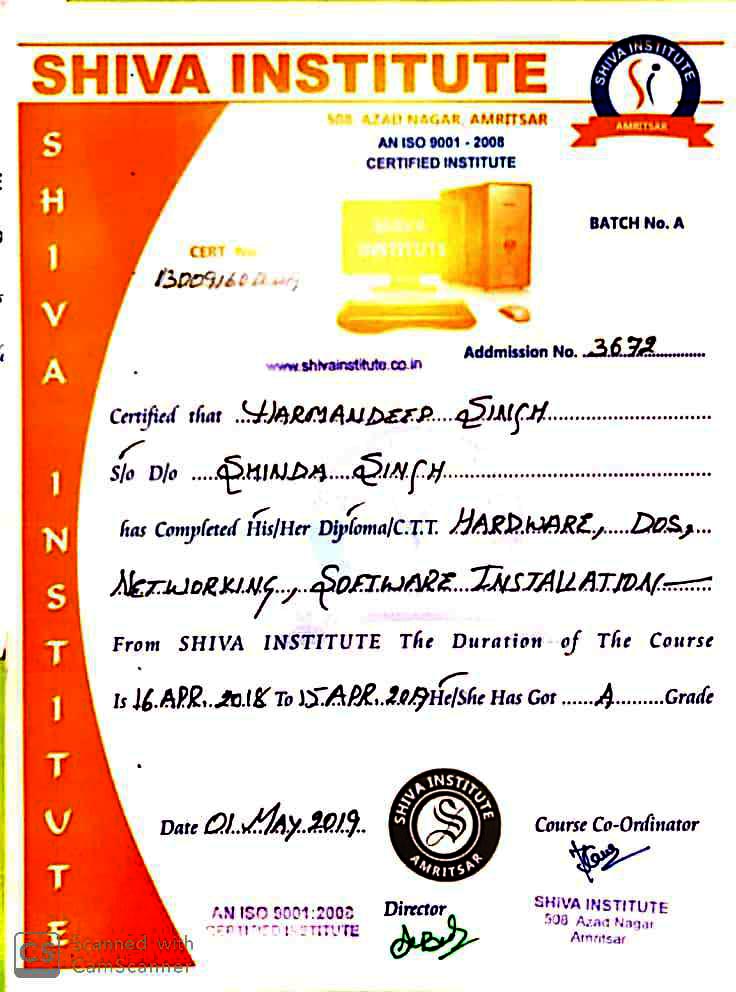 SHIVA INSTITUTE
SHIVA INSTITUTE
AMRITSAR
508 AZAD NAGAR, AMRITSAR
AN ISO 9001 - 2008
CERTIFIED INSTITUTE
SHIVA INSTITUTE
SHIVA
INSTITUTE
BATCH No. A
CERT No.
www.shivainstitute.co.in
Addmission No. 3672
Certified that HARMANDEEP SINGH
S/o D/o SHINDA SINGH
has Completed His/Her Diploma/C.T.T. HARDWARE, DOS,
NETWORKING, SOFTWARE INSTALLATION
From SHIVA INSTITUTE The Duration of The Course
Is 16 APR. 2018 To 15 APR. 2019 He/She Has Got A Grade
Date 01 MAY 2019
SHIVA INSTITUTE
S
AMRITSAR
Course Co-Ordinator
AN ISO 9001:2008
CERTIFIED INSTITUTE
Director
SHIVA INSTITUTE
508 Azad Nagar
Amritsar
CS Scanned with
CamScanner